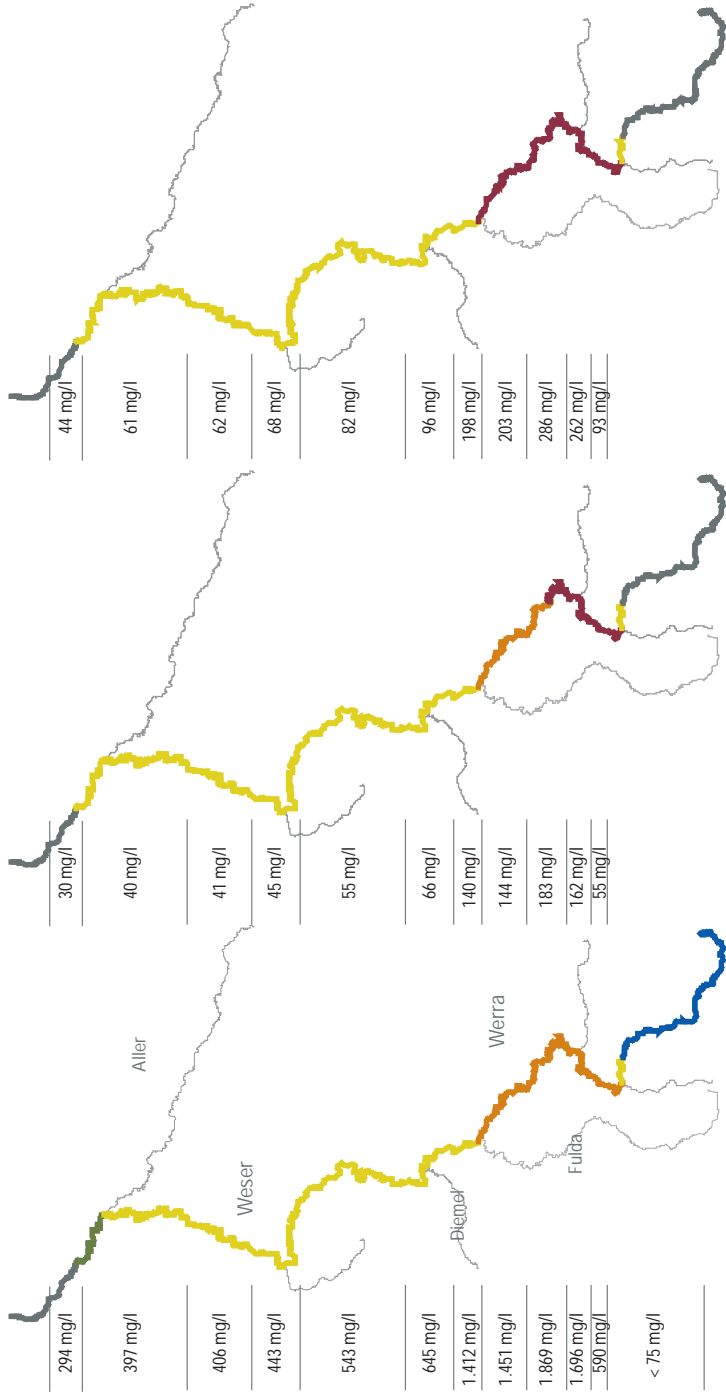 44 mg/l
61 mg/l
62 mg/l
68 mg/l
82 mg/l
96 mg/l
198 mg/l
203 mg/l
286 mg/l
262 mg/l
93 mg/l
30 mg/l
40 mg/l
41 mg/l
45 mg/l
55 mg/l
66 mg/l
140 mg/l
144 mg/l
183 mg/l
162 mg/l
55 mg/l
Aller
Weser
Werra
Diemel
Fulda
294 mg/l
397 mg/l
406 mg/l
443 mg/l
543 mg/l
645 mg/l
1.412 mg/l
1.451 mg/l
1.869 mg/l
1.696 mg/l
590 mg/l
< 75 mg/l